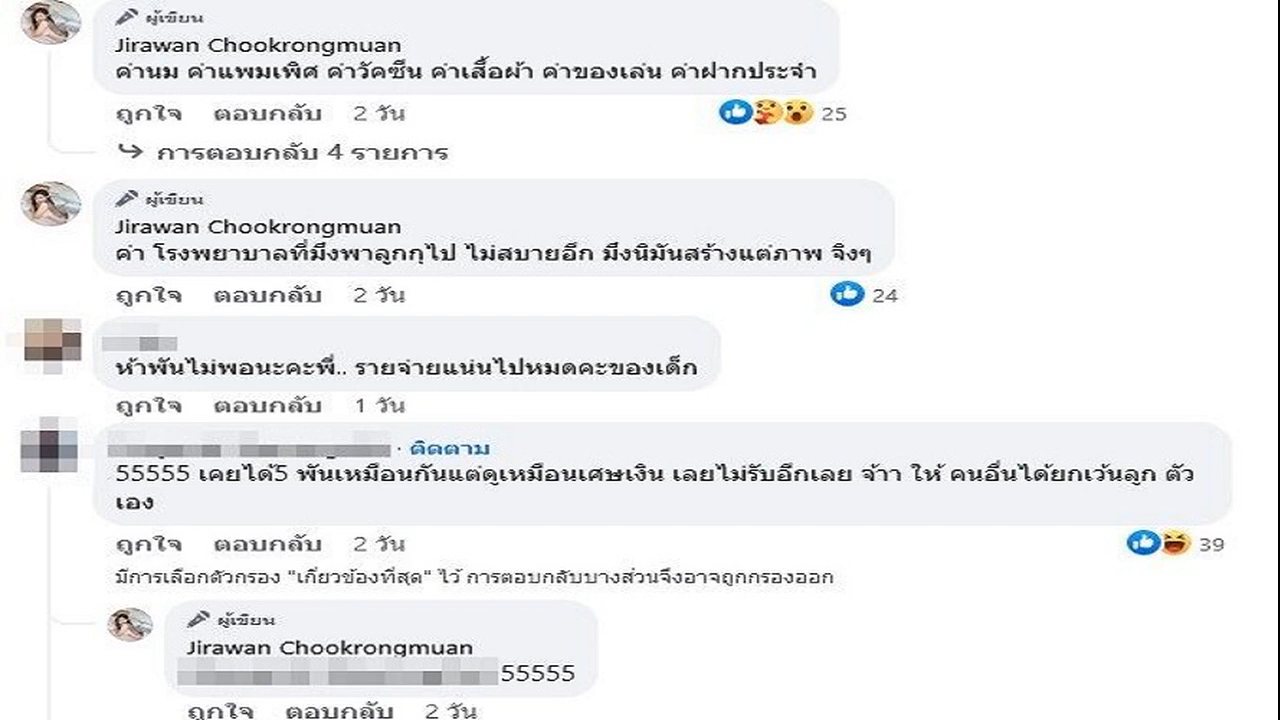 ผู้เขียน
Jirawan Chookrongmuan
ค่านม ค่าแพมเพิศ ค่าวัคซีน ค่าเสื้อผ้า ค่าของเล่น ค่าฝากประจำ
ถูกใจ ตอบกลับ 2 วัน 25
การตอบกลับ 4 รายการ
ผู้เขียน
Jirawan Chookrongmuan
ค่า โรงพยาบาลที่มึงพาลูกกุไป ไม่สบายอีก มึงนิมันสร้างแต่ภาพ จิงๆ
ถูกใจ ตอบกลับ 2 วัน 24
ห้าพันไม่พอนะคะพี่.. รายจ่ายแน่นไปหมดคะของเด็ก
ถูกใจ ตอบกลับ 1 วัน
· ติดตาม
55555 เคยได้5 พันเหมือนกันแต่ดูเหมือนเศษเงิน เลยไม่รับอีกเลย จ้าา ให้ คนอื่นได้ยกเว้นลูก ตัว
เอง
ถูกใจ ตอบกลับ 2 วัน 39
มีการเลือกตัวกรอง "เกี่ยวข้องที่สุด" ไว้ การตอบกลับบางส่วนจึงอาจถูกกรองออก
ผู้เขียน
Jirawan Chookrongmuan
55555
ถูกใจ ตอบกลับ 2 วัน